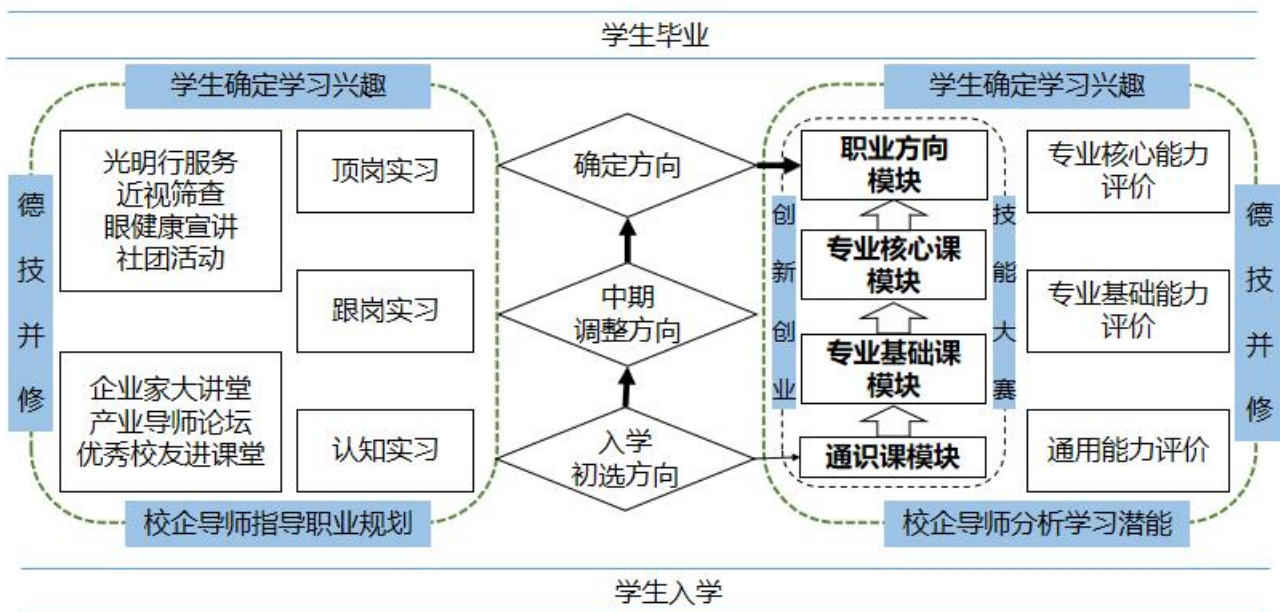 学生毕业
学生确定学习兴趣
德技并修
光明行服务
近视筛查
眼健康宣讲
社团活动
企业家大讲堂
产业导师论坛
优秀校友进课堂
顶岗实习
跟岗实习
认知实习
校企导师指导职业规划
确定方向
中期
调整方向
入学
初选方向
学生确定学习兴趣
创新创业
职业方向
模块
专业核心课
模块
专业基础课
模块
通识课模块
技能大赛
专业核心能力
评价
专业基础能力
评价
通用能力评价
德技并修
校企导师分析学习潜能
学生入学